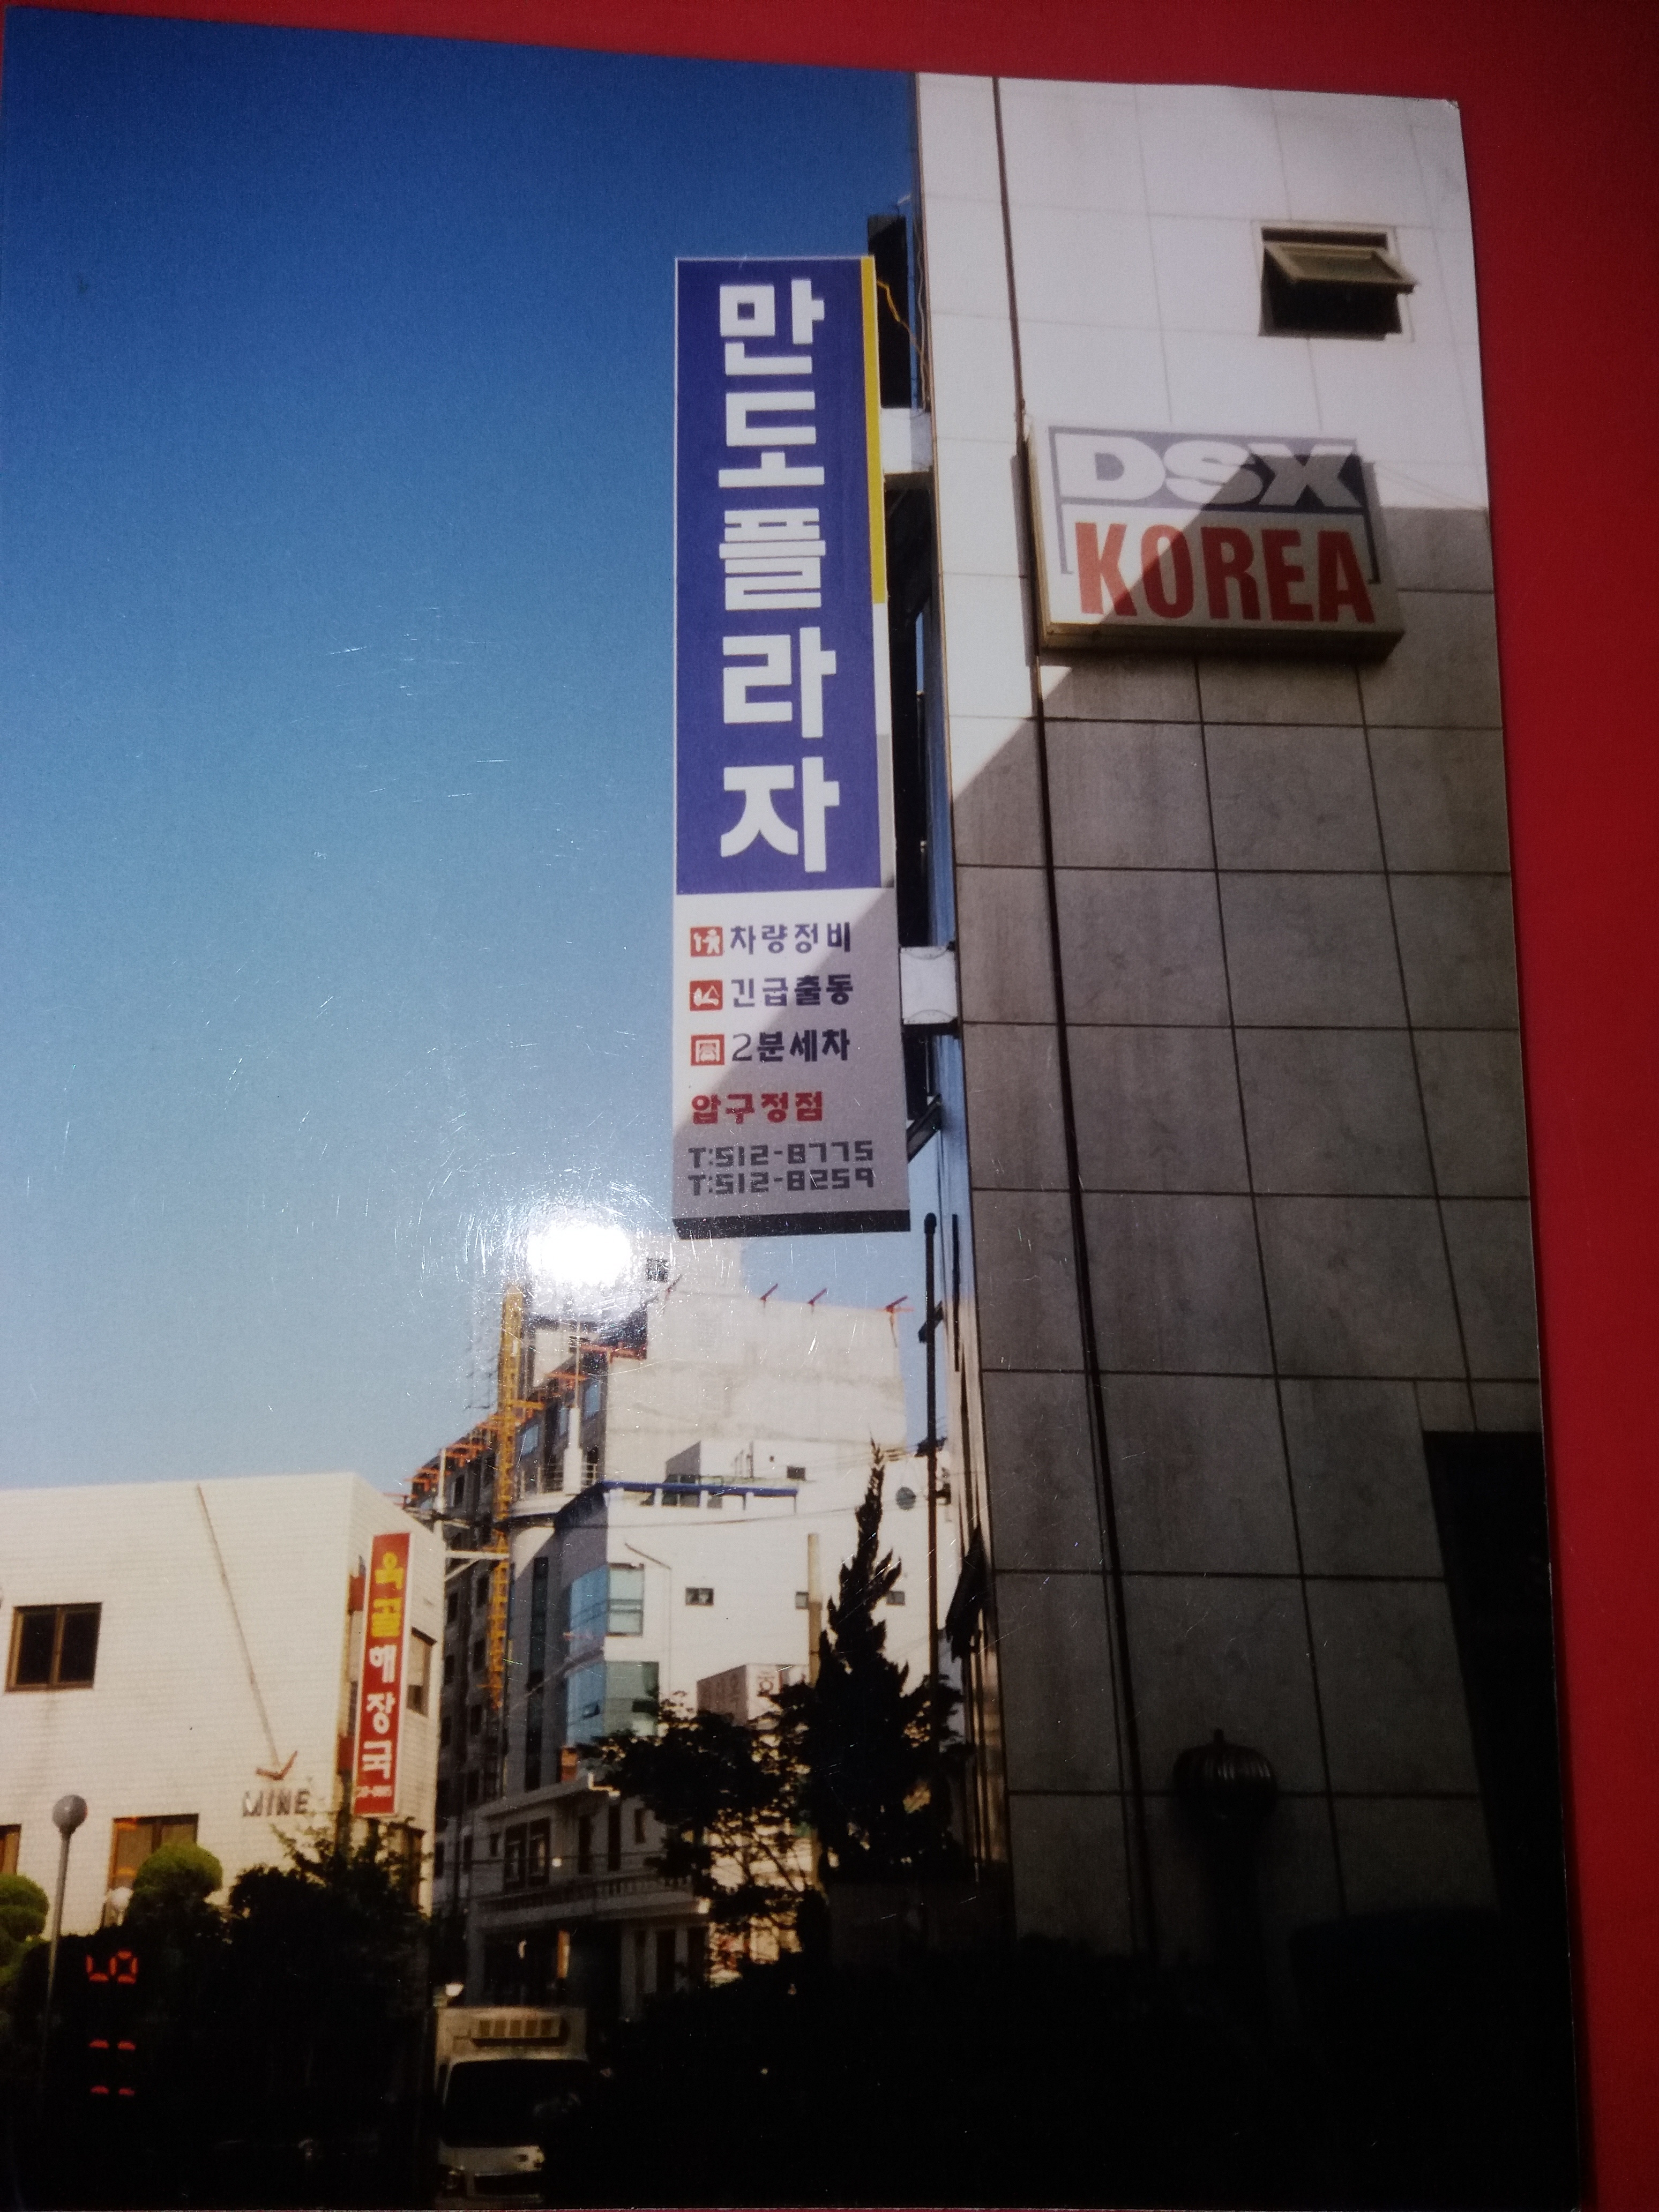 만도플라자
차량정비
긴급출동
2분세차
압구정점
T:512-8775
T:512-8259
DSX
KOREA
해장국
MINE